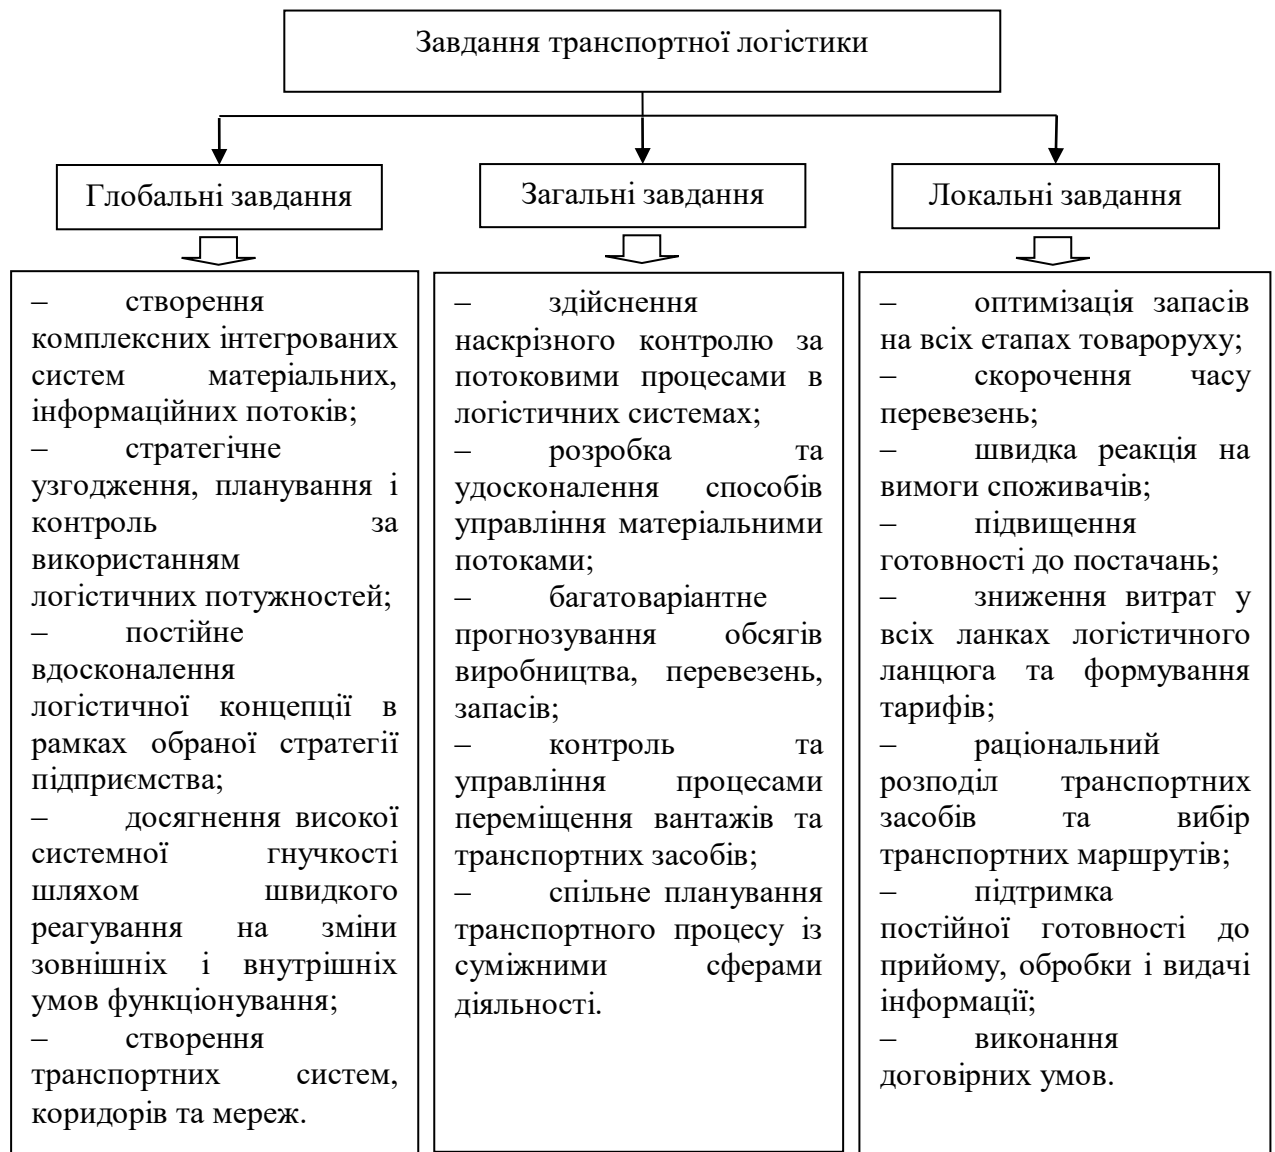 Завдання транспортної логістики
Глобальні завдання
Загальні завдання
Локальні завдання
– створення
комплексних інтегрованих
систем матеріальних,
інформаційних потоків;
– стратегічне
узгодження, планування і
контроль за
використанням
логістичних потужностей;
– постійне
вдосконалення
логістичної концепції в
рамках обраної стратегії
підприємства;
– досягнення високої
системної гнучкості
шляхом швидкого
реагування на зміни
зовнішніх і внутрішніх
умов функціонування;
– створення
транспортних систем,
коридорів та мереж.
– здійснення
наскрізного контролю за
потоковими процесами в
логістичних системах;
– розробка та
удосконалення способів
управління матеріальними
потоками;
– багатоваріантне
прогнозування обсягів
виробництва, перевезень,
запасів;
– контроль та
управління процесами
переміщення вантажів та
транспортних засобів;
– спільне планування
транспортного процесу із
суміжними сферами
діяльності.
– оптимізація запасів
на всіх етапах товароруху;
– скорочення часу
перевезень;
– швидка реакція на
вимоги споживачів;
– підвищення
готовності до постачань;
– зниження витрат у
всіх ланках логістичного
ланцюга та формування
тарифів;
– раціональний
розподіл транспортних
засобів та вибір
транспортних маршрутів;
– підтримка
постійної готовності до
прийому, обробки і видачі
інформації;
– виконання
договірних умов.